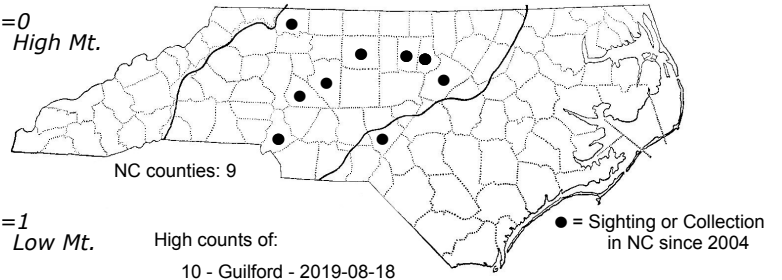 =0
High Mt.
NC counties: 9
=1
Low Mt.
High counts of:
10 - Guilford - 2019-08-18
= Sighting or Collection
in NC since 2004